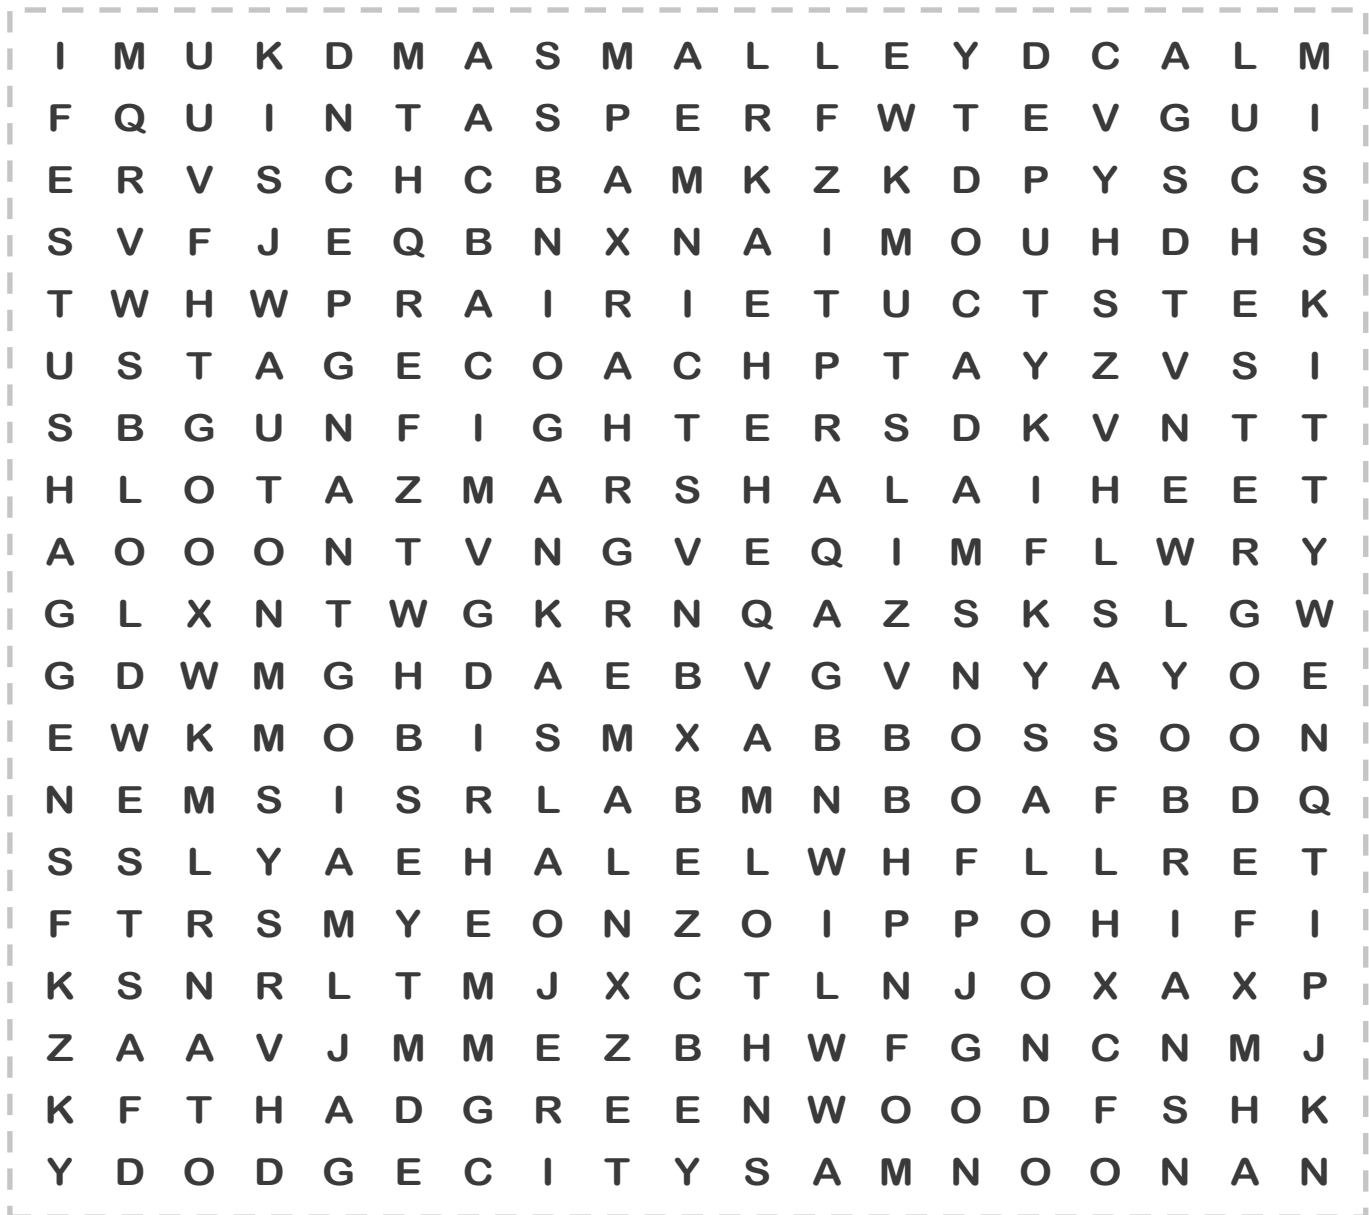 I M U K D M A S M A L L E Y D C A L M
F Q U I N T A S P E R F W T E V G U I
E R V S C H C B A M K Z K D P Y S C S
S V F J E Q B N X N A I M O U H D H S
T W H W P R A I R I E T U C T S T E K
U S T A G E C O A C H P T A Y Z V S I
S B G U N F I G H T E R S D K V N T T
H L O T A Z M A R S H A L A I H E E T
A O O O N T V N G V E Q I M F L W R Y
G L X N T W G K R N Q A Z S K S L G W
G D W M G H D A E B V G V N Y A Y O E
E W K M O B I S M X A B B O S S O O N
N E M S I S R L A B M N B O A F B D Q
S S L Y A E H A L E L W H F L L R E T
F T R S M Y E O N Z O I P P O H I F I
K S N R L T M J X C T L N J O X A X P
Z A A V J M M E Z B H W F G N C N M J
K F T H A D G R E E N W O O D F S H K
Y D O D G E C I T Y S A M N O O N A N